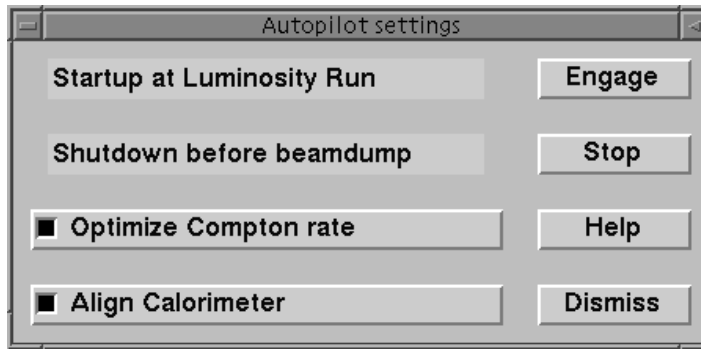 Autopilot settings
Startup at Luminosity Run
Engage
Shutdown before beamdump
Stop
Optimize Compton rate
Help
Align Calorimeter
Dismiss